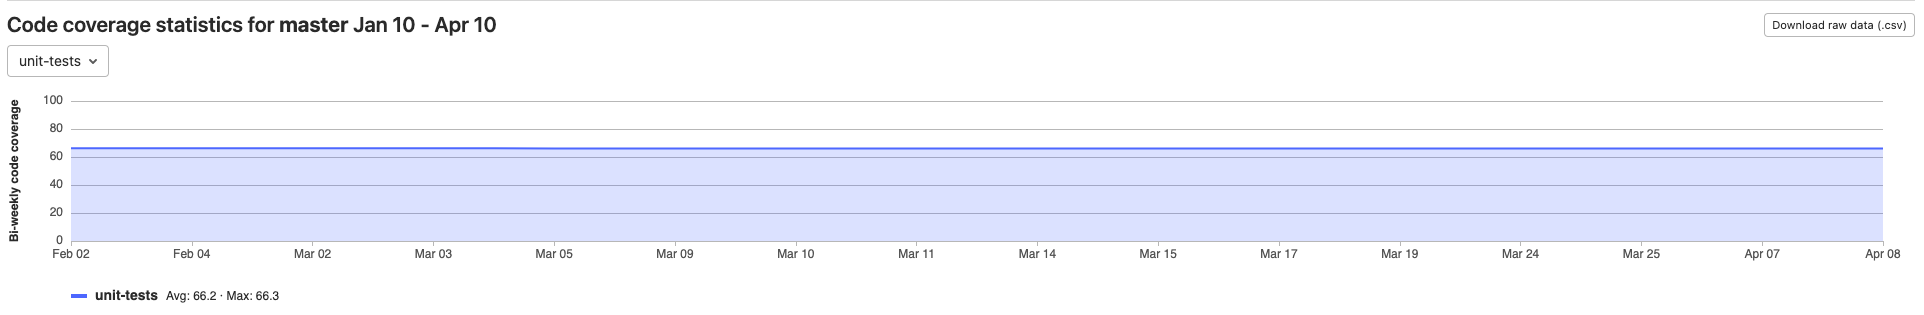 Code coverage statistics for master Jan 10 - Apr 10
Download raw data (.csv)
unit-tests
Bi-weekly code coverage
100
80
60
40
20
0
Feb 02 Feb 04 Mar 02 Mar 03 Mar 05 Mar 09 Mar 10 Mar 11 Mar 14 Mar 15 Mar 17 Mar 19 Mar 24 Mar 25 Apr 07 Apr 08
unit-tests Avg: 66.2 · Max: 66.3